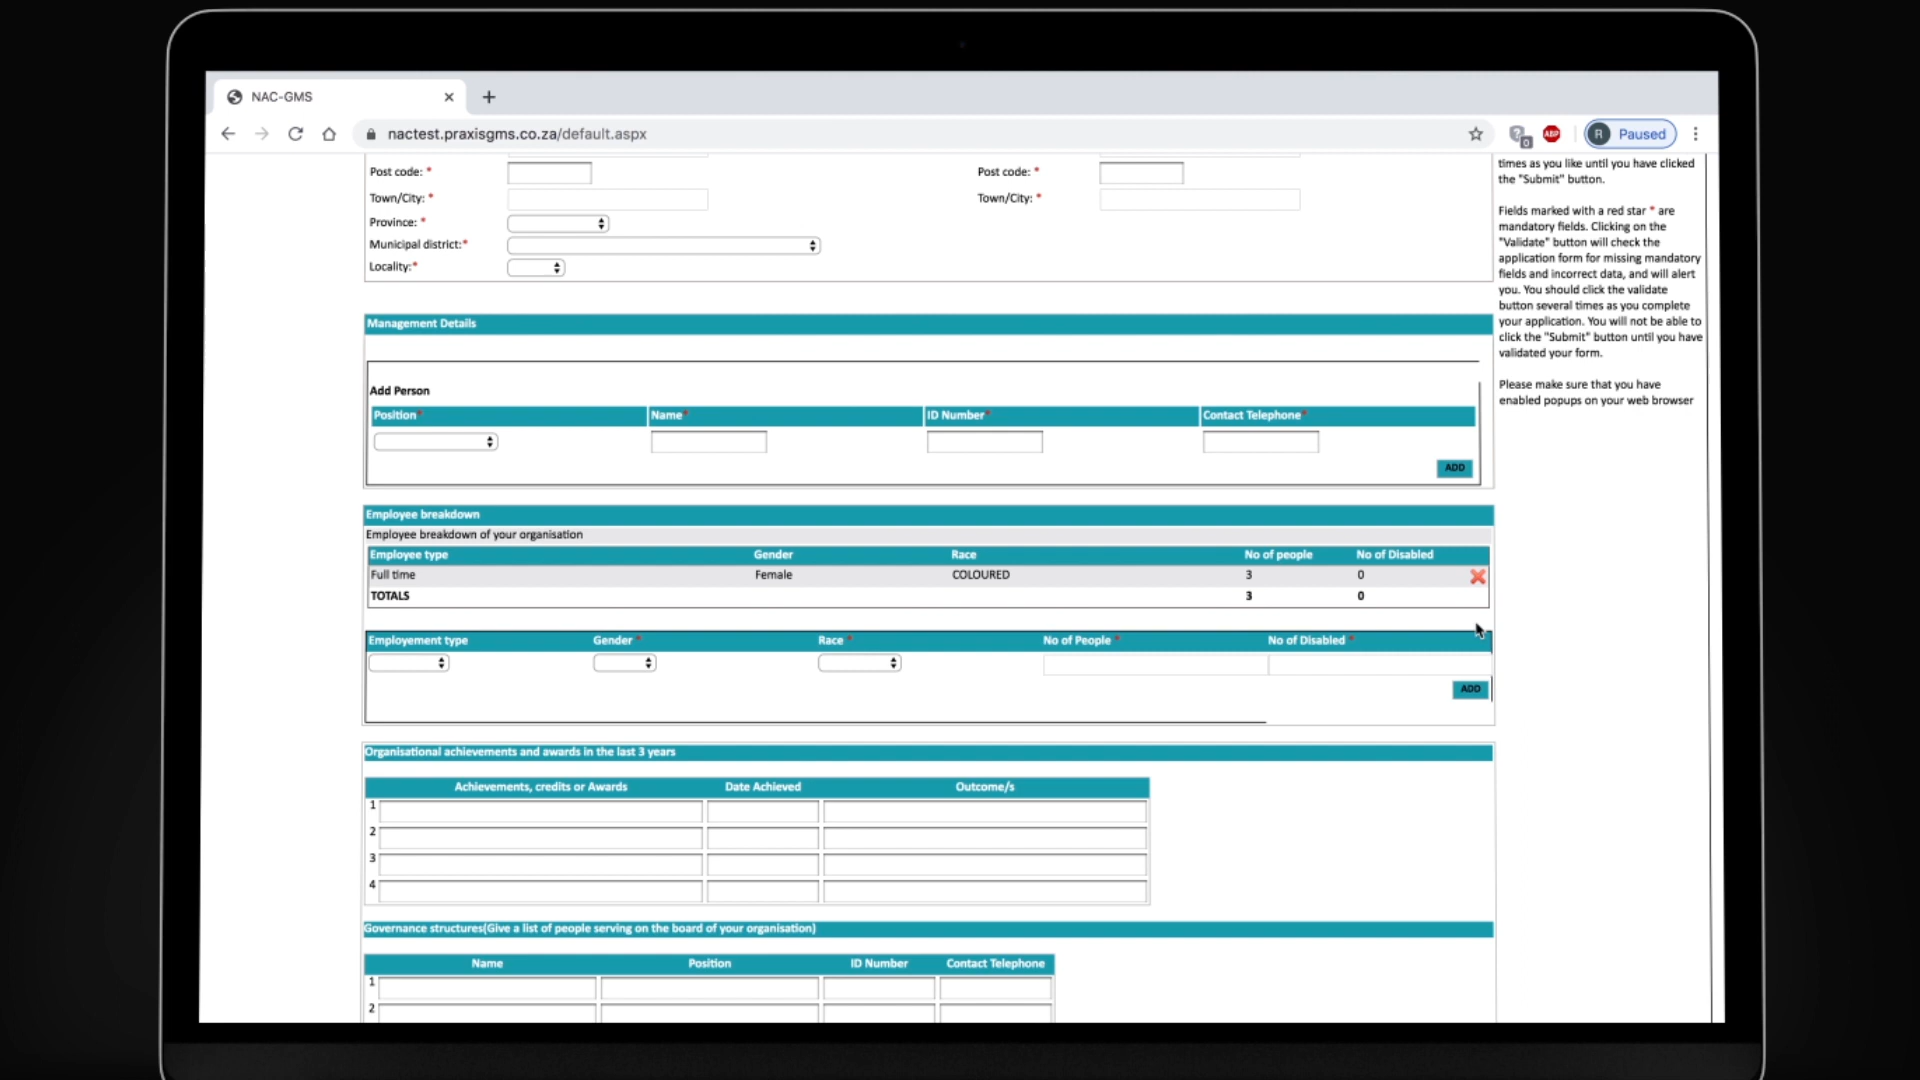 NAC-GMS
nactest.praxisgms.co.za/default.aspx
0
ABP
R Paused
Post code: *
Post code: *
Town/City: *
Town/City: *
Province: *
Municipal district:*
Locality:*
Management Details
Add Person
Position* Name* ID Number* Contact Telephone*
ADD
Employee breakdown
Employee breakdown of your organisation
Employee type Gender Race No of people No of Disabled
Full time Female COLOURED 3 0
TOTALS 3 0
Employement type Gender * Race * No of People * No of Disabled *
ADD
Organisational achievements and awards in the last 3 years
Achievements, credits or Awards Date Achieved Outcome/s
1
2
3
4
Governance structures(Give a list of people serving on the board of your organisation)
Name Position ID Number Contact Telephone
1
2
times as you like until you have clicked
the "Submit" button.
Fields marked with a red star * are
mandatory fields. Clicking on the
"Validate" button will check the
application form for missing mandatory
fields and incorrect data, and will alert
you. You should click the validate
button several times as you complete
your application. You will not be able to
click the "Submit" button until you have
validated your form.
Please make sure that you have
enabled popups on your web browser